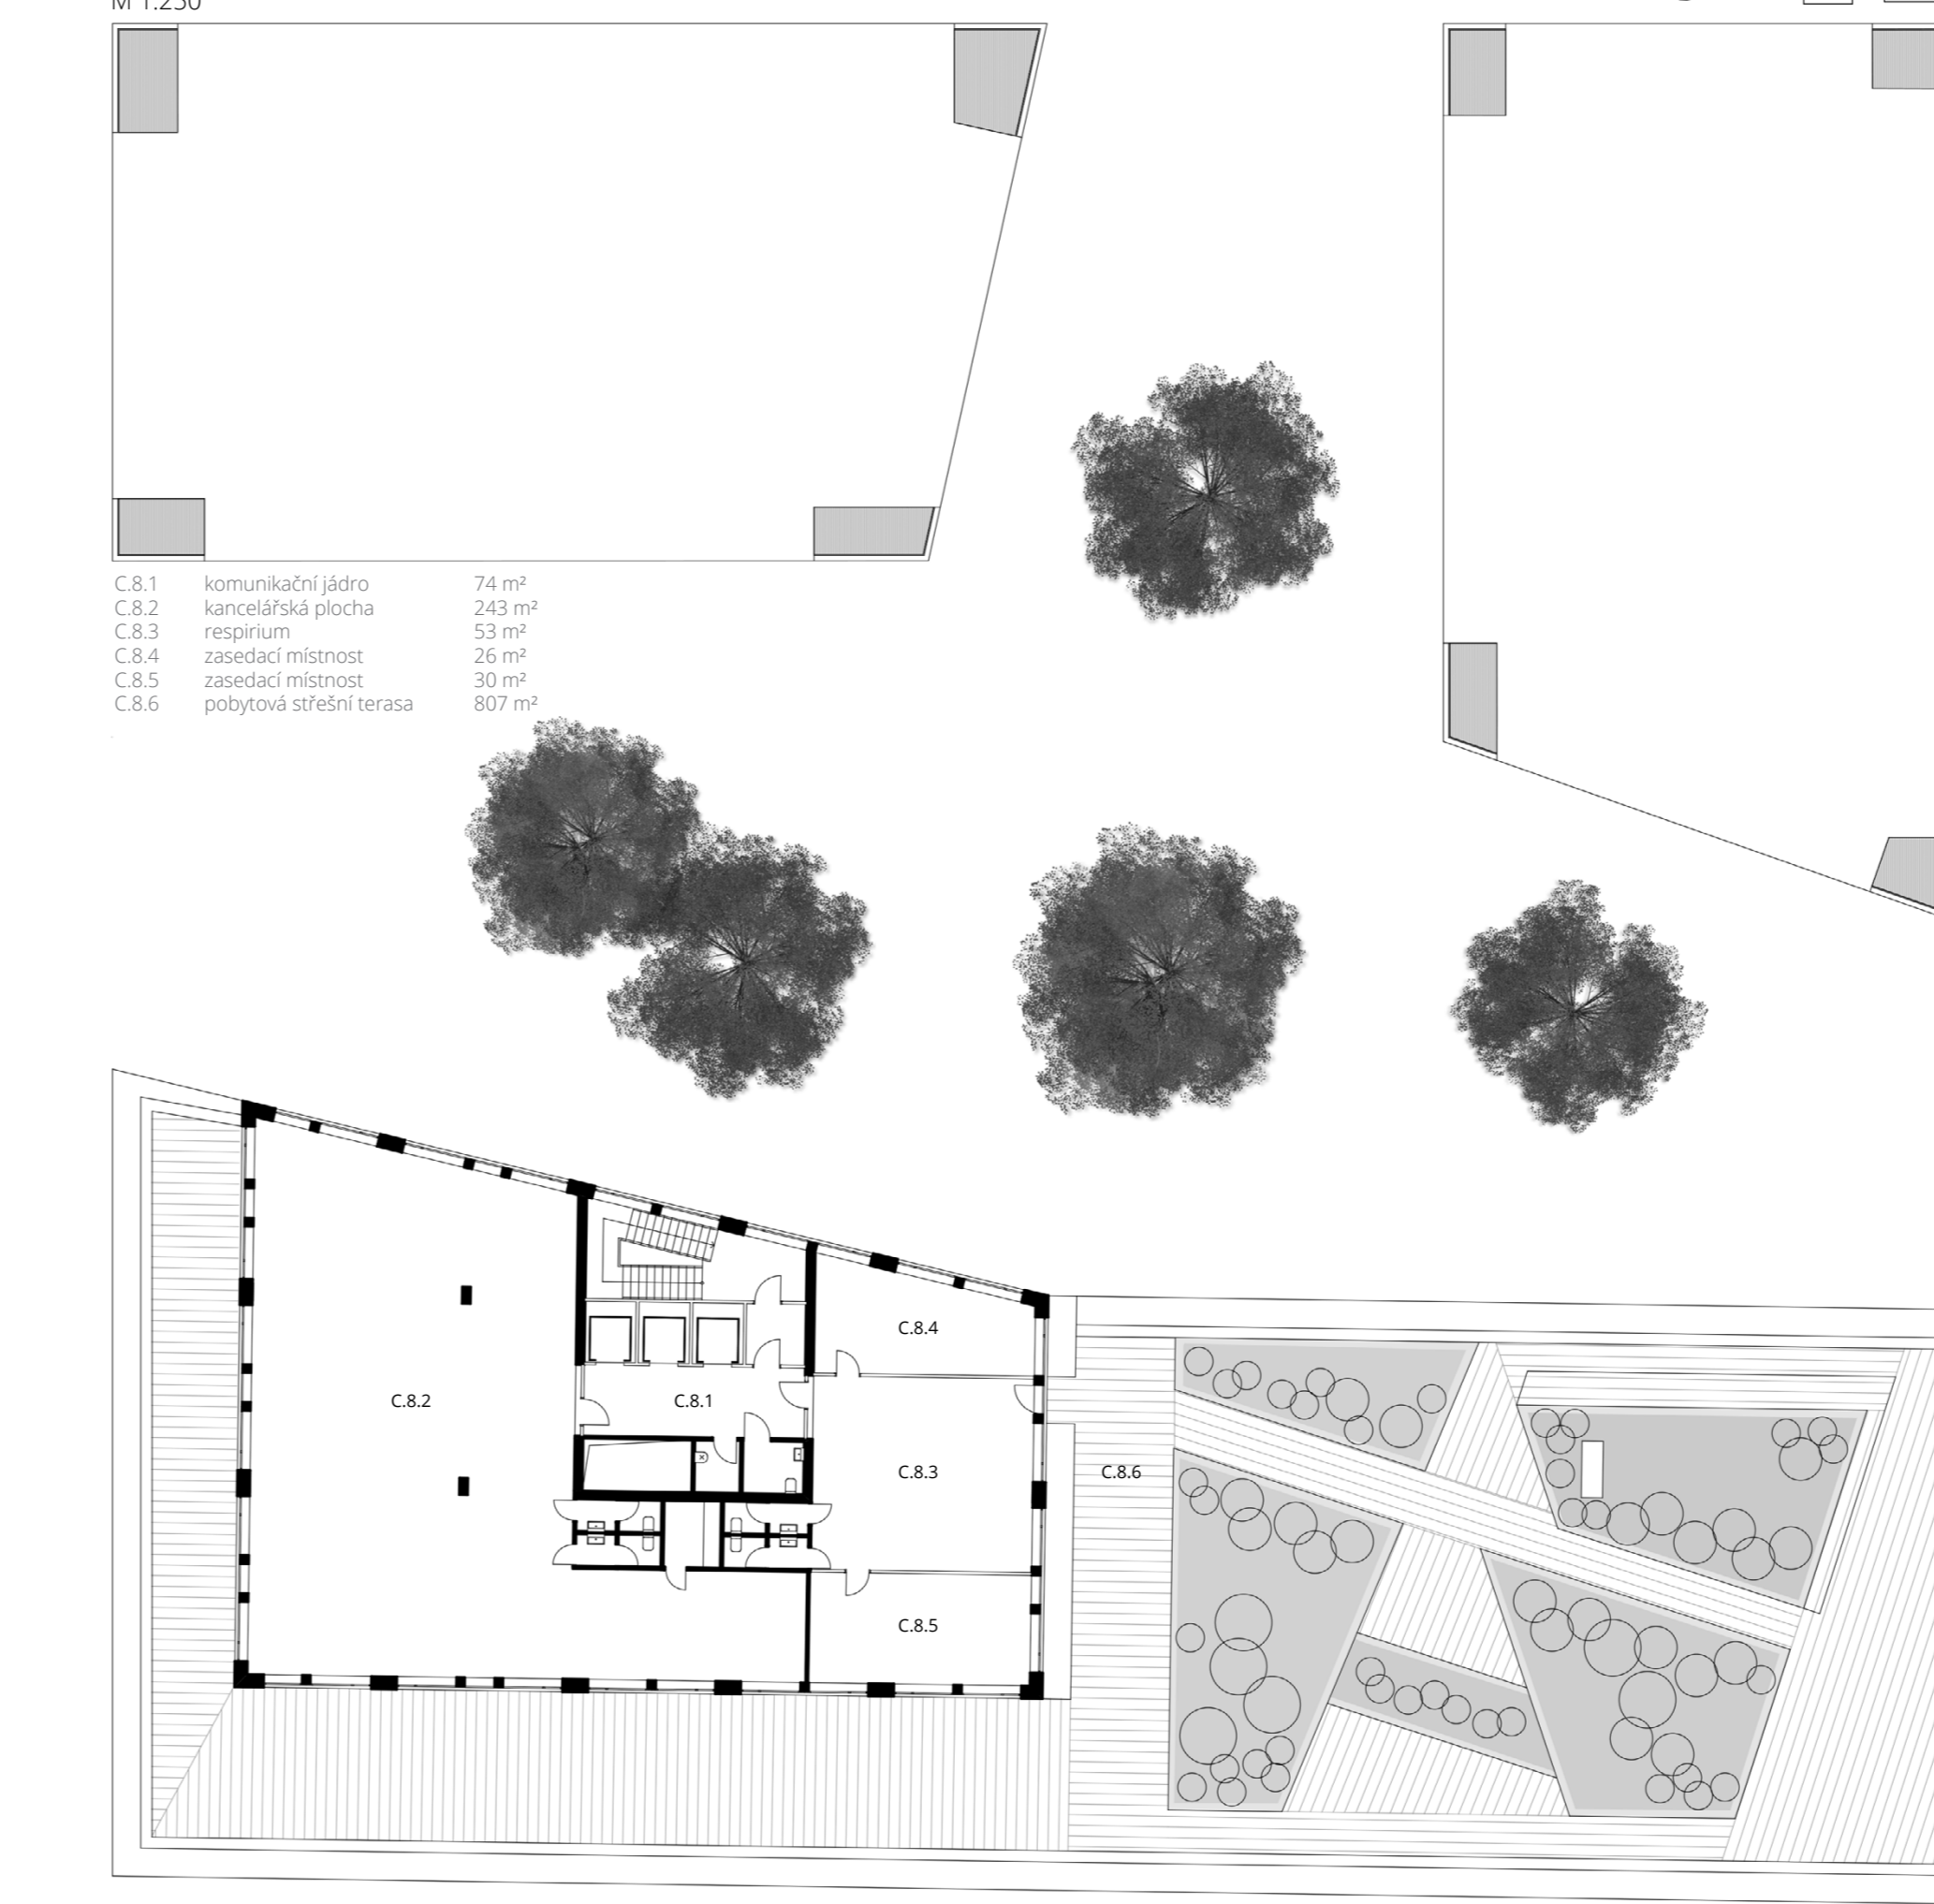 M 1:250
C.8.1 komunikační jádro 74 m²
C.8.2 kancelářská plocha 243 m²
C.8.3 respirium 53 m²
C.8.4 zasedací místnost 26 m²
C.8.5 zasedací místnost 30 m²
C.8.6 pobytová střešní terasa 807 m²
C.8.4
C.8.2
C.8.1
C.8.3
C.8.6
C.8.5